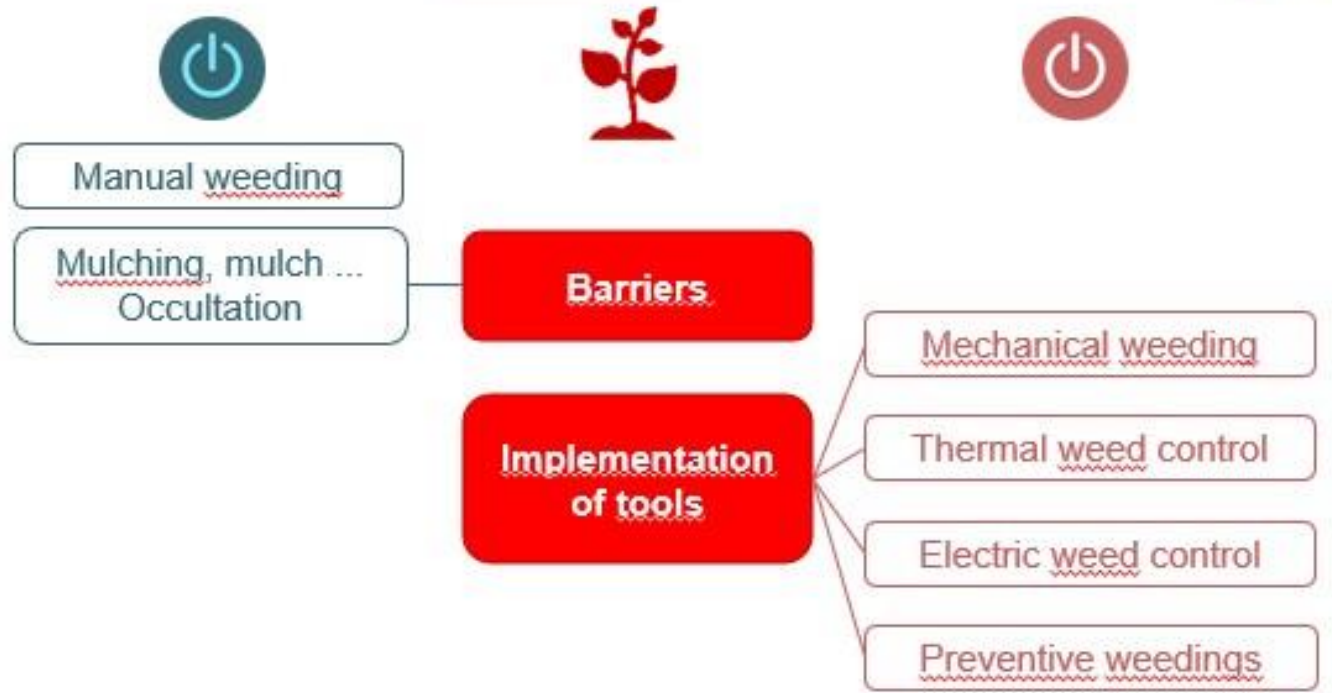 Manual weeding
Mulching, mulch ...
Occultation
Barriers
Implementation
of tools
Mechanical weeding
Thermal weed control
Electric weed control
Preventive weedings